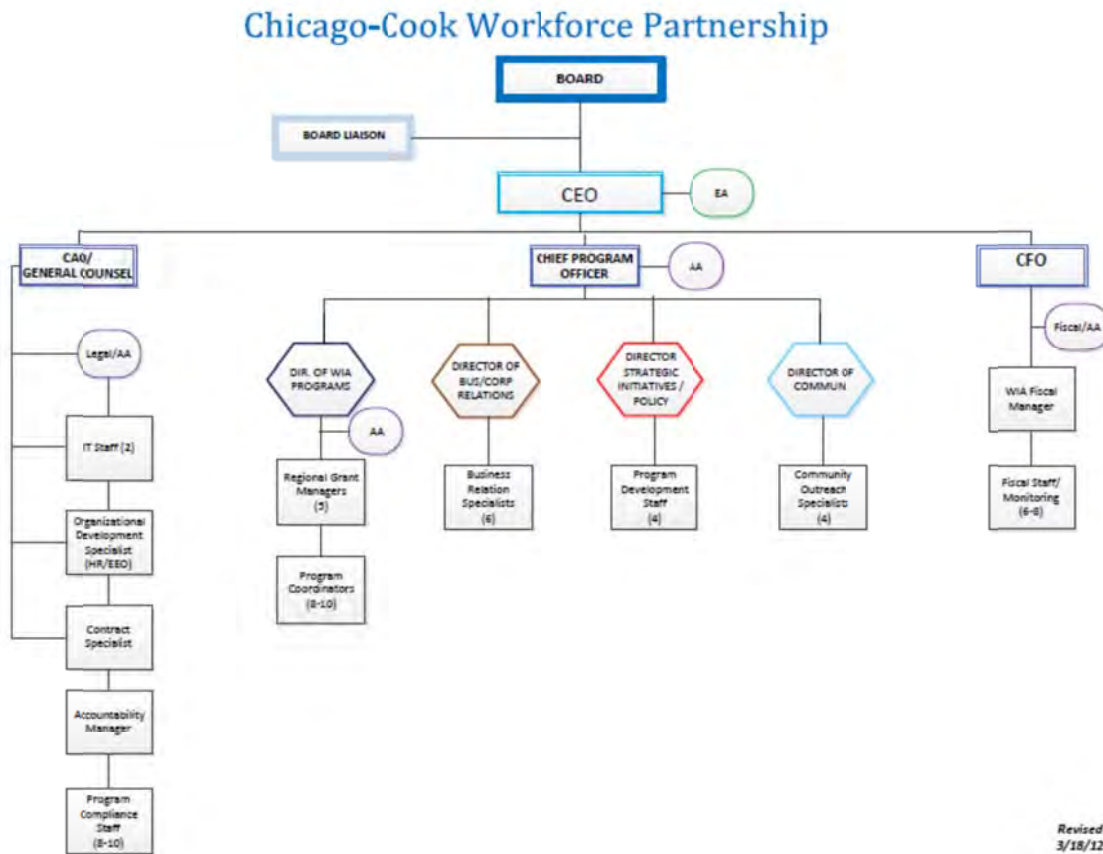 Chicago-Cook Workforce Partnership
BOARD
BOARD LIAISON
CEO
EA
CAO/
GENERAL COUNSEL
CHIEF PROGRAM
OFFICER
AA
CFO
Legal/AA
Fiscal/AA
DIR. OF WIA
PROGRAMS
DIRECTOR OF
BUS/CORP
RELATIONS
DIRECTOR
STRATEGIC
INITIATIVES /
POLICY
DIRECTOR OF
COMMUN
WIA Fiscal
Manager
AA
IT Staff (2)
Regional Grant
Managers
(5)
Business
Relation
Specialists
(6)
Program
Development
Staff
(4)
Community
Outreach
Specialists
(4)
Fiscal Staff/
Monitoring
(6-8)
Organizational
Development
Specialist
(HR/EEO)
Program
Coordinators
(8-10)
Contract
Specialist
Accountability
Manager
Program
Compliance
Staff
(8-10)
Revised
3/18/12